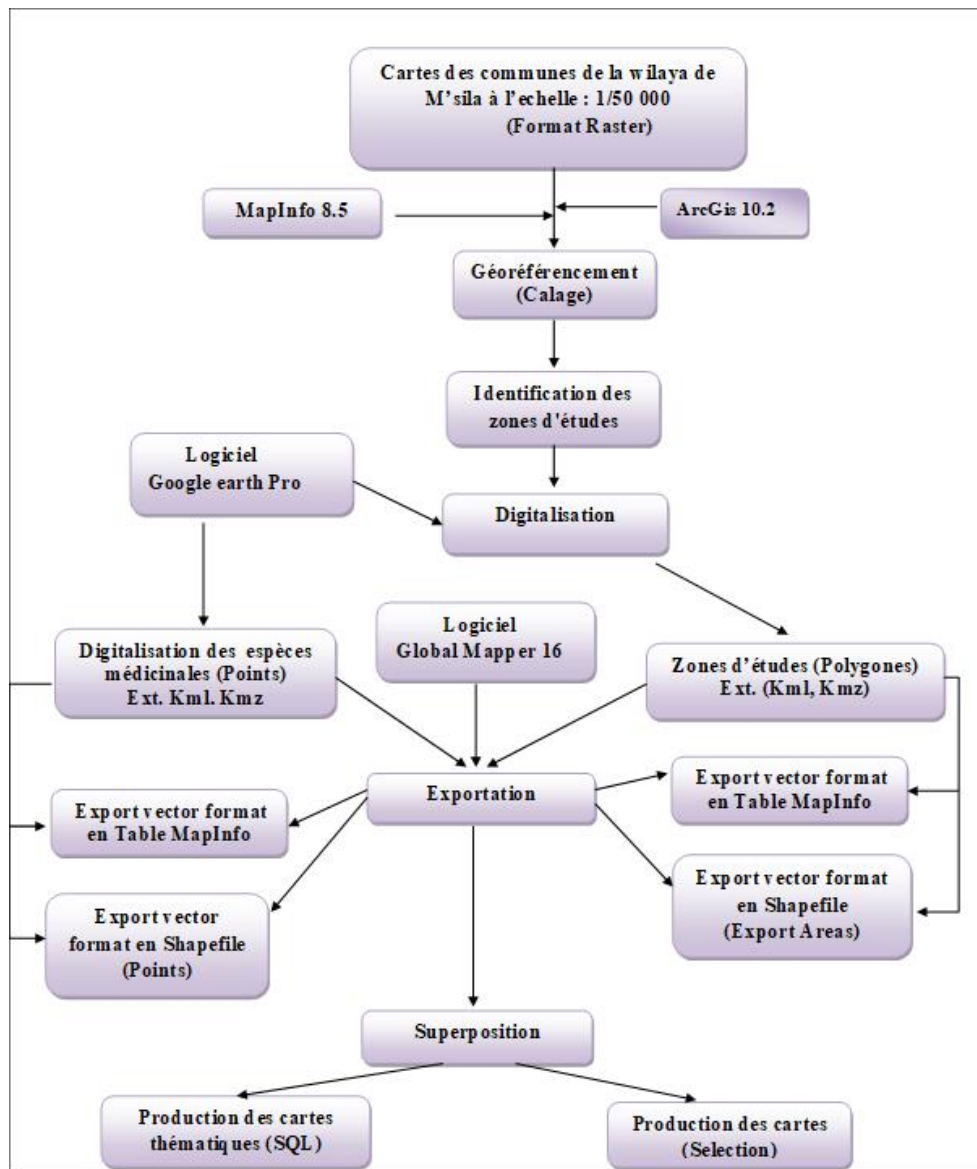 Cartes des communes de la wilaya de
M'sila à l'echelle : 1/50 000
(Format Raster)
MapInfo 8.5
ArcGis 10.2
Géoréférencement
(Calage)
Identification des
zones d'études
Logiciel
Google earth Pro
Digitalisation
Logiciel
Global Mapper 16
Digitalisation des espèces
médicinales (Points)
Ext. Kml. Kmz
Zones d'études (Polygones)
Ext. (Kml, Kmz)
Exportation
Export vector format
en Table MapInfo
Export vector format
en Table MapInfo
Export vector
format en Shapefile
(Points)
Export vector format
en Shapefile
(Export Areas)
Superposition
Production des cartes
thématiques (SQL)
Production des cartes
(Selection)